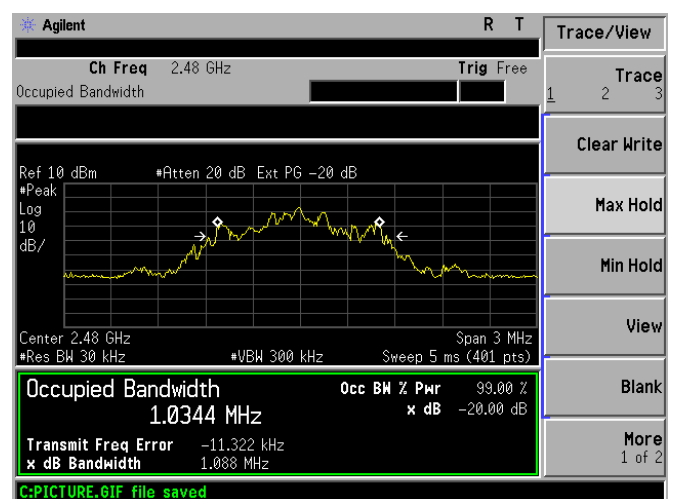 Agilent R T
Ch Freq 2.48 GHz Trig Free
Occupied Bandwidth
Ref 10 dBm #Atten 20 dB Ext PG -20 dB
#Peak
Log
10
dB/
Center 2.48 GHz Span 3 MHz
#Res BW 30 kHz #VBW 300 kHz Sweep 5 ms (401 pts)
Occupied Bandwidth Occ BW % Pwr 99.00 %
1.0344 MHz x dB -20.00 dB
Transmit Freq Error -11.322 kHz
x dB Bandwidth 1.088 MHz
C:PICTURE.GIF file saved
Trace/View
Trace
1 2 3
Clear Write
Max Hold
Min Hold
View
Blank
More
1 of 2